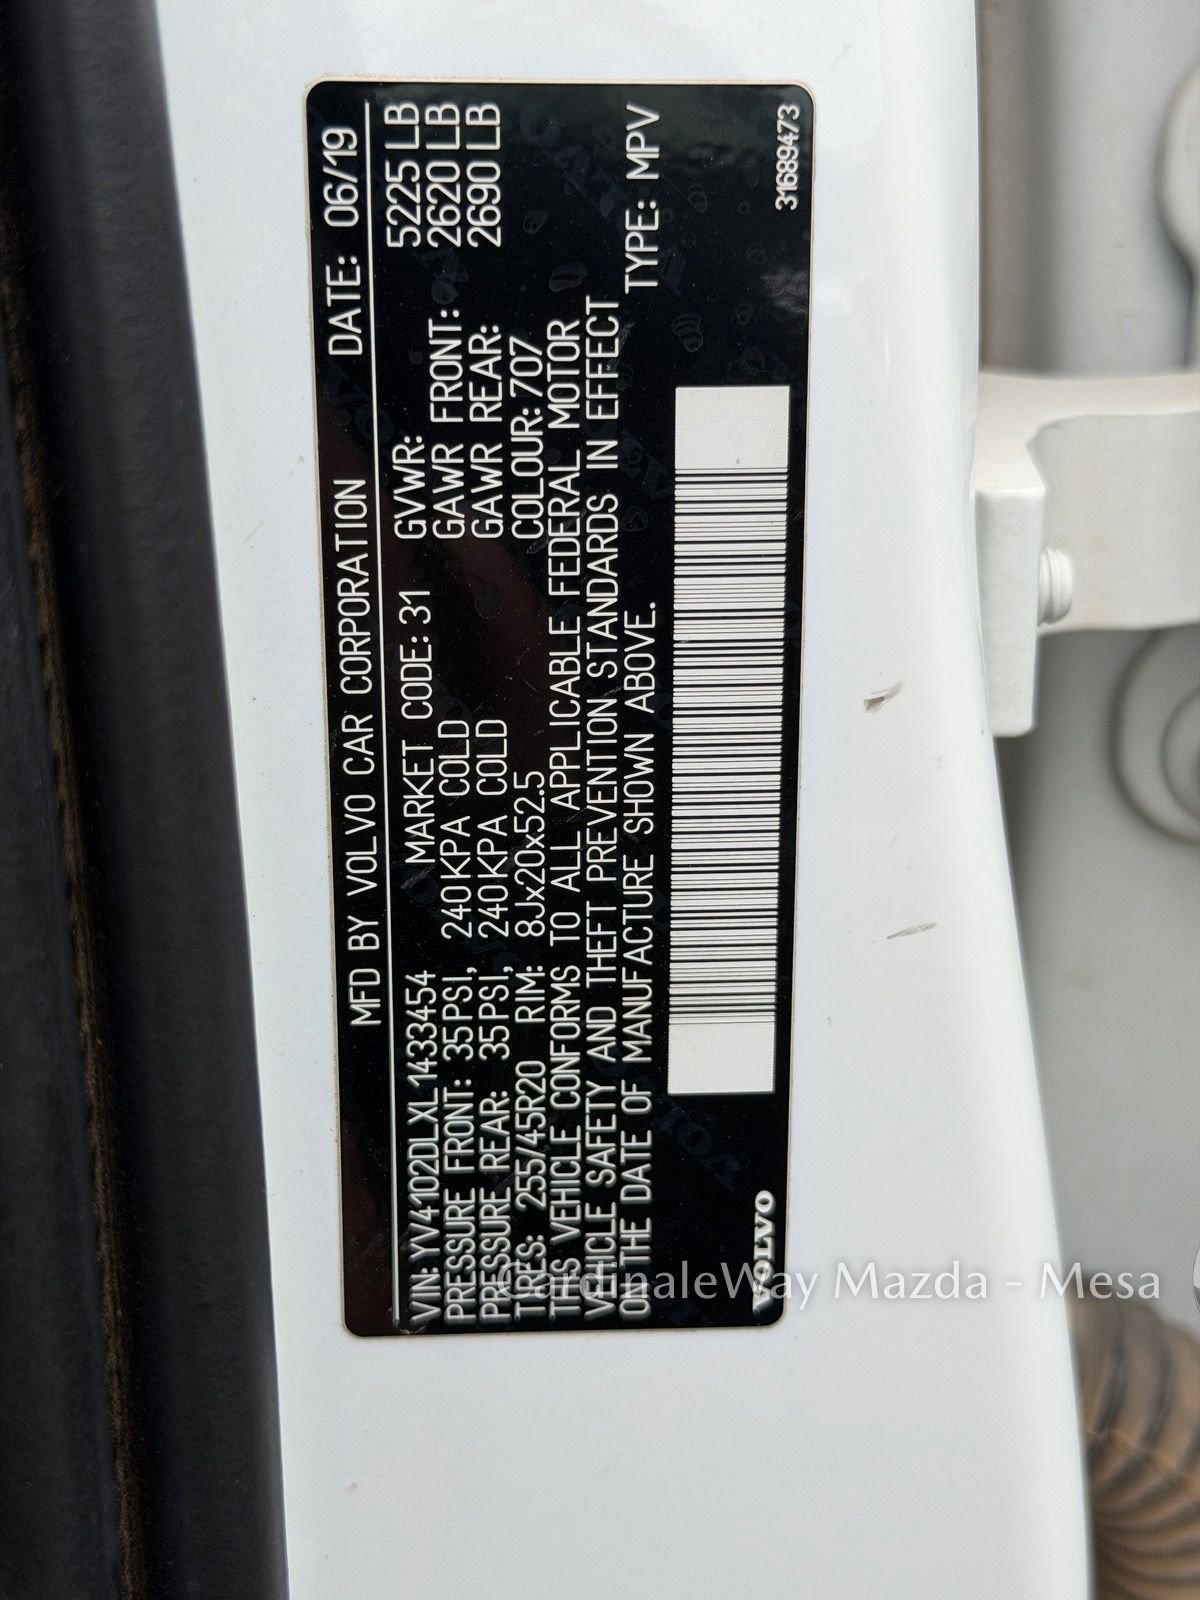 MFD BY VOLVO CAR CORPORATION DATE: 06/19
VIN: YV4102DLXL1433454 MARKET CODE: 31 GVWR: 5225 LB
PRESSURE FRONT: 35PSI, 240KPA COLD GAWR FRONT: 2620 LB
PRESSURE REAR: 35PSI, 240KPA COLD GAWR REAR: 2690 LB
TIRES: 255/45R20 RIM: 8Jx20x52.5 COLOUR: 707
THIS VEHICLE CONFORMS TO ALL APPLICABLE FEDERAL MOTOR
VEHICLE SAFETY AND THEFT PREVENTION STANDARDS IN EFFECT
ON THE DATE OF MANUFACTURE SHOWN ABOVE. TYPE: MPV
VOLVO 31689473
©CardinaleWay Mazda - Mesa